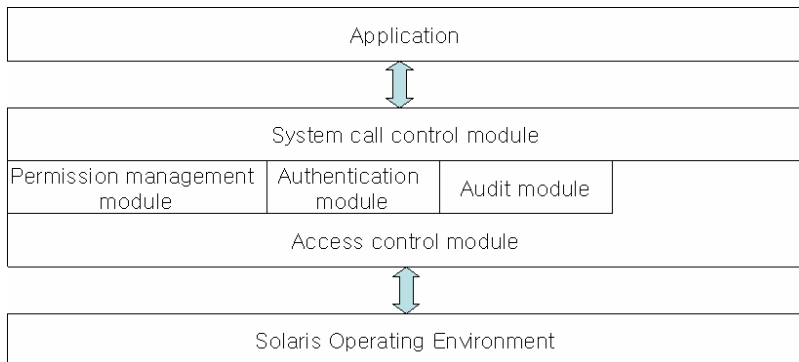 Application
System call control module
Permission management
module
Authentication
module
Audit module
Access control module
Solaris Operating Environment